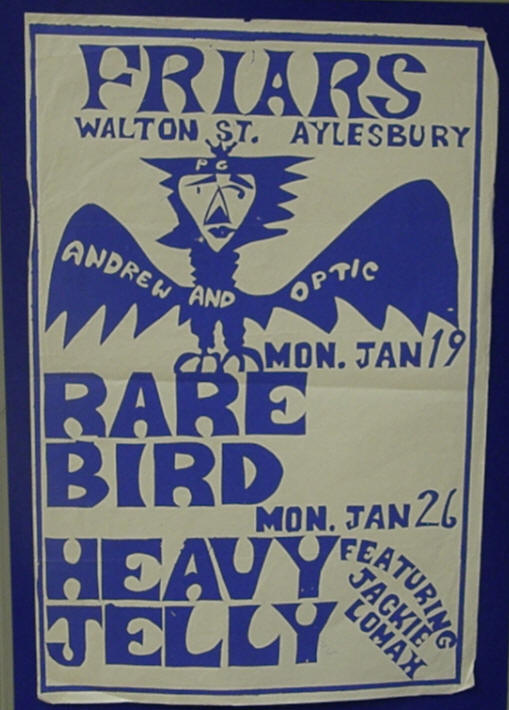 FRIARS
WALTON ST. AYLESBURY
PG
ANDREW AND OPTIC
MON. JAN 19
RARE
BIRD
MON. JAN 26
HEAVY
JELLY
FEATURING
JACKIE
LOMAX